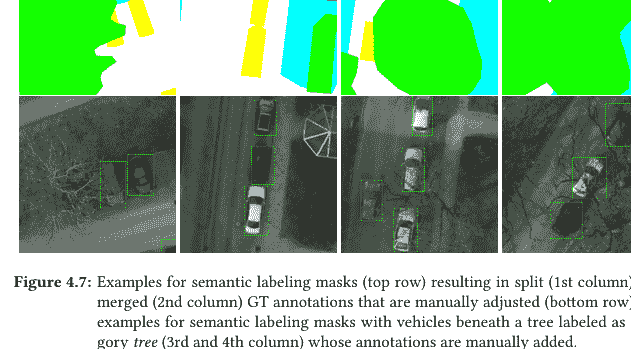 Figure 4.7: Examples for semantic labeling masks (top row) resulting in split (1st column)
merged (2nd column) GT annotations that are manually adjusted (bottom row)
examples for semantic labeling masks with vehicles beneath a tree labeled as
gory tree (3rd and 4th column) whose annotations are manually added.